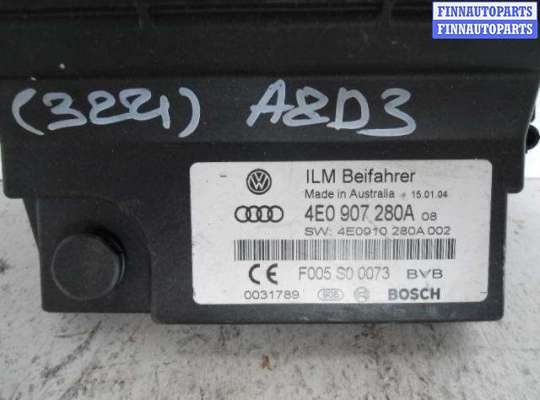 FINNAUTOPARTS
FINNAUTOPARTS
(3221) A8D3
ILM Beifahrer
Made in Australia + 15.01.04
4E0 907 280A 08
SW: 4E0910 280A 002
CE F005 S0 0073 BVB
0031789 BOSCH